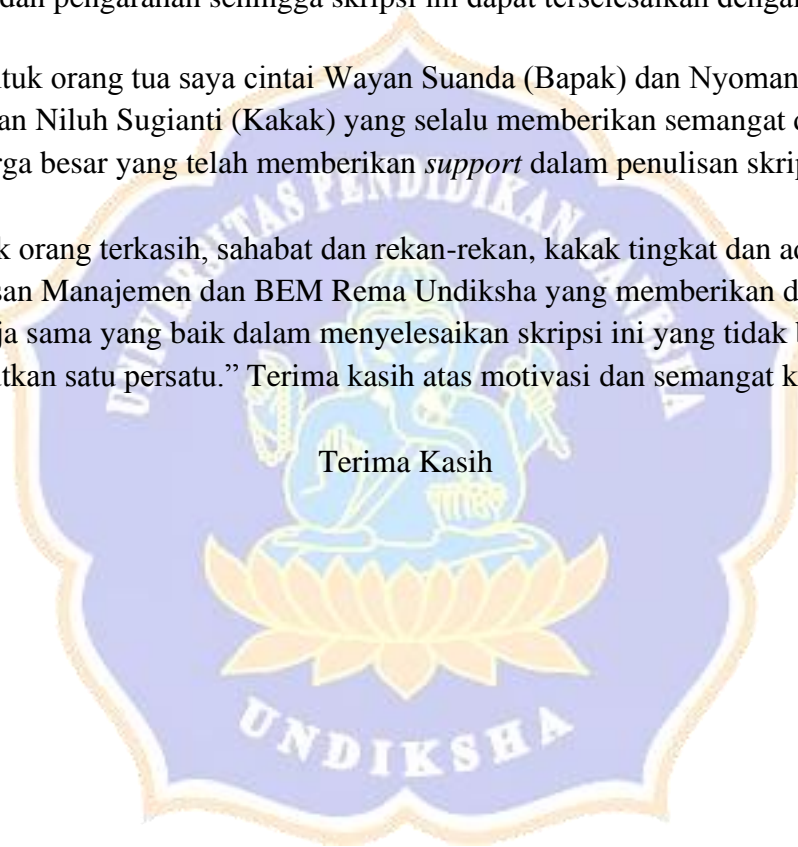 dan pengarahan sehingga skripsi ini dapat terselesaikan dengan
tuk orang tua saya cintai Wayan Suanda (Bapak) dan Nyoman
an Niluh Sugianti (Kakak) yang selalu memberikan semangat d
rga besar yang telah memberikan support dalam penulisan skrip
k orang terkasih, sahabat dan rekan-rekan, kakak tingkat dan ad
san Manajemen dan BEM Rema Undiksha yang memberikan d
ja sama yang baik dalam menyelesaikan skripsi ini yang tidak b
utkan satu persatu.” Terima kasih atas motivasi dan semangat k
Terima Kasih
UNIVERSITAS PENDIDIKAN GANESHA
UNDIKSHA